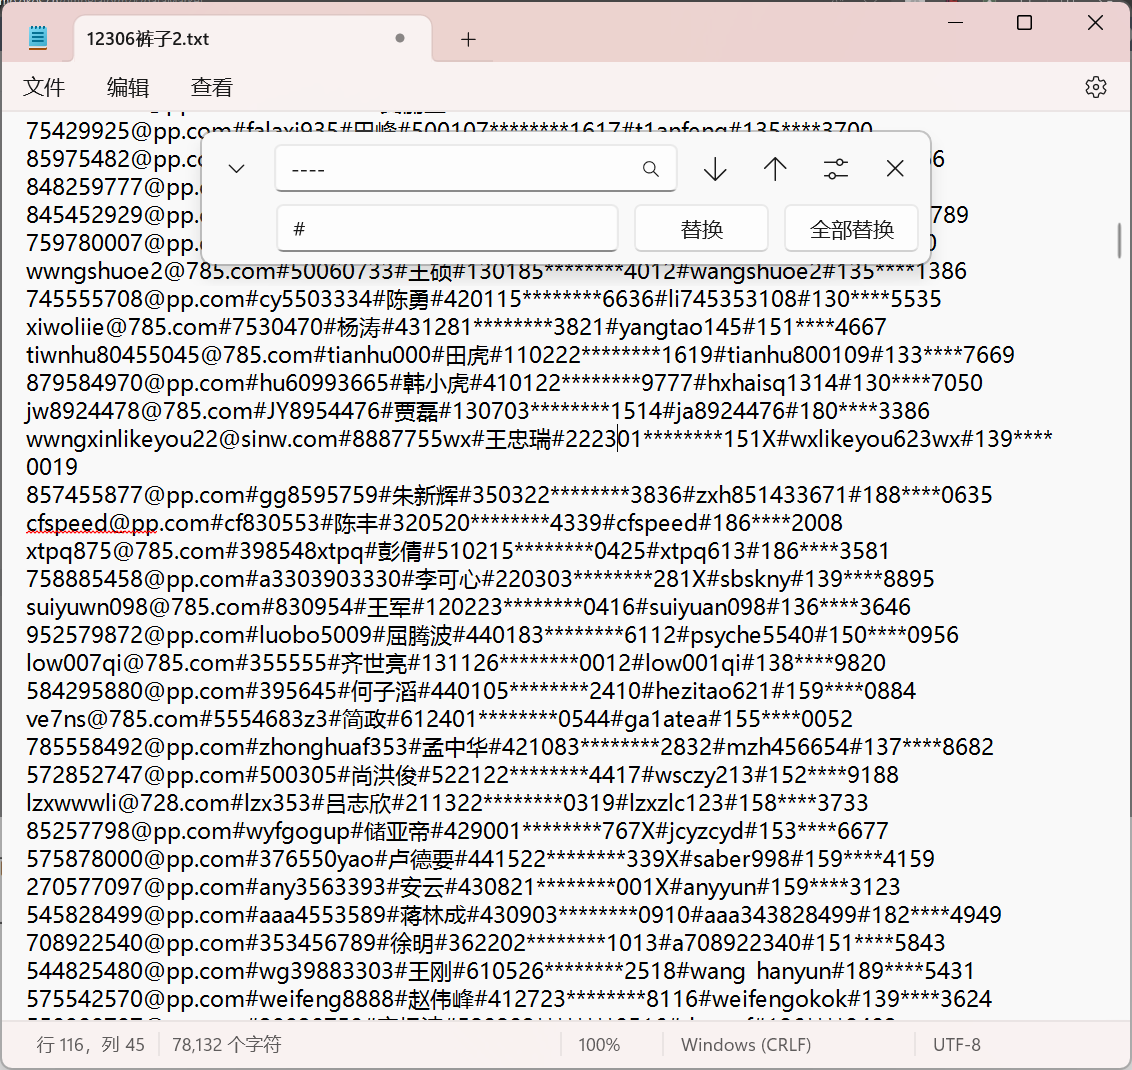 12306裤子2.txt
文件 编辑 查看
75429925@pp.com#falaxi935#田峰#500107********1617#t1anfeng#135****3700
85975482@pp.c
---- 
6
848259777@pp.
845452929@pp.
789
#
替换 全部替换
759780007@pp.c
wwngshuoe2@785.com#50060733#王硕#130185********4012#wangshuoe2#135****1386
745555708@pp.com#cy5503334#陈勇#420115********6636#li745353108#130****5535
xiwoliie@785.com#7530470#杨涛#431281********3821#yangtao145#151****4667
tiwnhu80455045@785.com#tianhu000#田虎#110222********1619#tianhu800109#133****7669
879584970@pp.com#hu60993665#韩小虎#410122********9777#hxhaisq1314#130****7050
jw8924478@785.com#JY8954476#贾磊#130703********1514#ja8924476#180****3386
wwngxinlikeyou22@sinw.com#8887755wx#王忠瑞#222301********151X#wxlikeyou623wx#139****
0019
857455877@pp.com#gg8595759#朱新辉#350322********3836#zxh851433671#188****0635
cfspeed@pp.com#cf830553#陈丰#320520********4339#cfspeed#186****2008
xtpq875@785.com#398548xtpq#彭倩#510215********0425#xtpq613#186****3581
758885458@pp.com#a3303903330#李可心#220303********281X#sbskny#139****8895
suiyuwn098@785.com#830954#王军#120223********0416#suiyuan098#136****3646
952579872@pp.com#luobo5009#屈腾波#440183********6112#psyche5540#150****0956
low007qi@785.com#355555#齐世亮#131126********0012#low001qi#138****9820
584295880@pp.com#395645#何子滔#440105********2410#hezitao621#159****0884
ve7ns@785.com#5554683z3#简政#612401********0544#ga1atea#155****0052
785558492@pp.com#zhonghuaf353#孟中华#421083********2832#mzh456654#137****8682
572852747@pp.com#500305#尚洪俊#522122********4417#wsczy213#152****9188
lzxwwwli@728.com#lzx353#吕志欣#211322********0319#lzxzlc123#158****3733
85257798@pp.com#wyfgogup#储亚帝#429001********767X#jcyzcyd#153****6677
575878000@pp.com#376550yao#卢德要#441522********339X#saber998#159****4159
270577097@pp.com#any3563393#安云#430821********001X#anyyun#159****3123
545828499@pp.com#aaa4553589#蒋林成#430903********0910#aaa343828499#182****4949
708922540@pp.com#353456789#徐明#362202********1013#a708922340#151****5843
544825480@pp.com#wg39883303#王刚#610526********2518#wang_hanyun#189****5431
575542570@pp.com#weifeng8888#赵伟峰#412723********8116#weifengokok#139****3624
行 116，列 45 78,132 个字符 100% Windows (CRLF) UTF-8